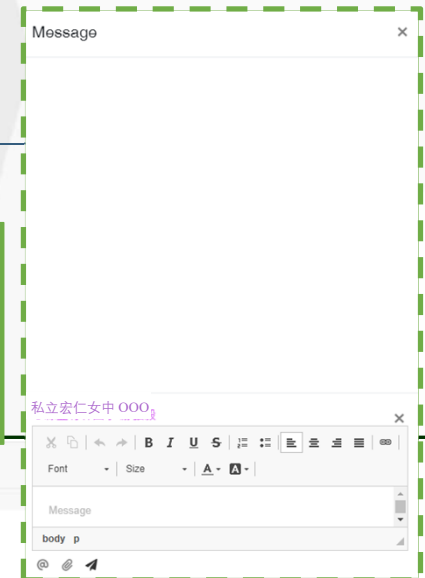 Message
×
私立宏仁女中 OOO。
×
B I U S
Font Size A A
Message
body p
@